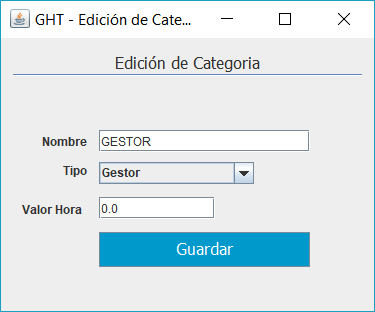 GHT - Edición de Cate...
Edición de Categoria
Nombre GESTOR
Tipo Gestor
Valor Hora 0.0
Guardar